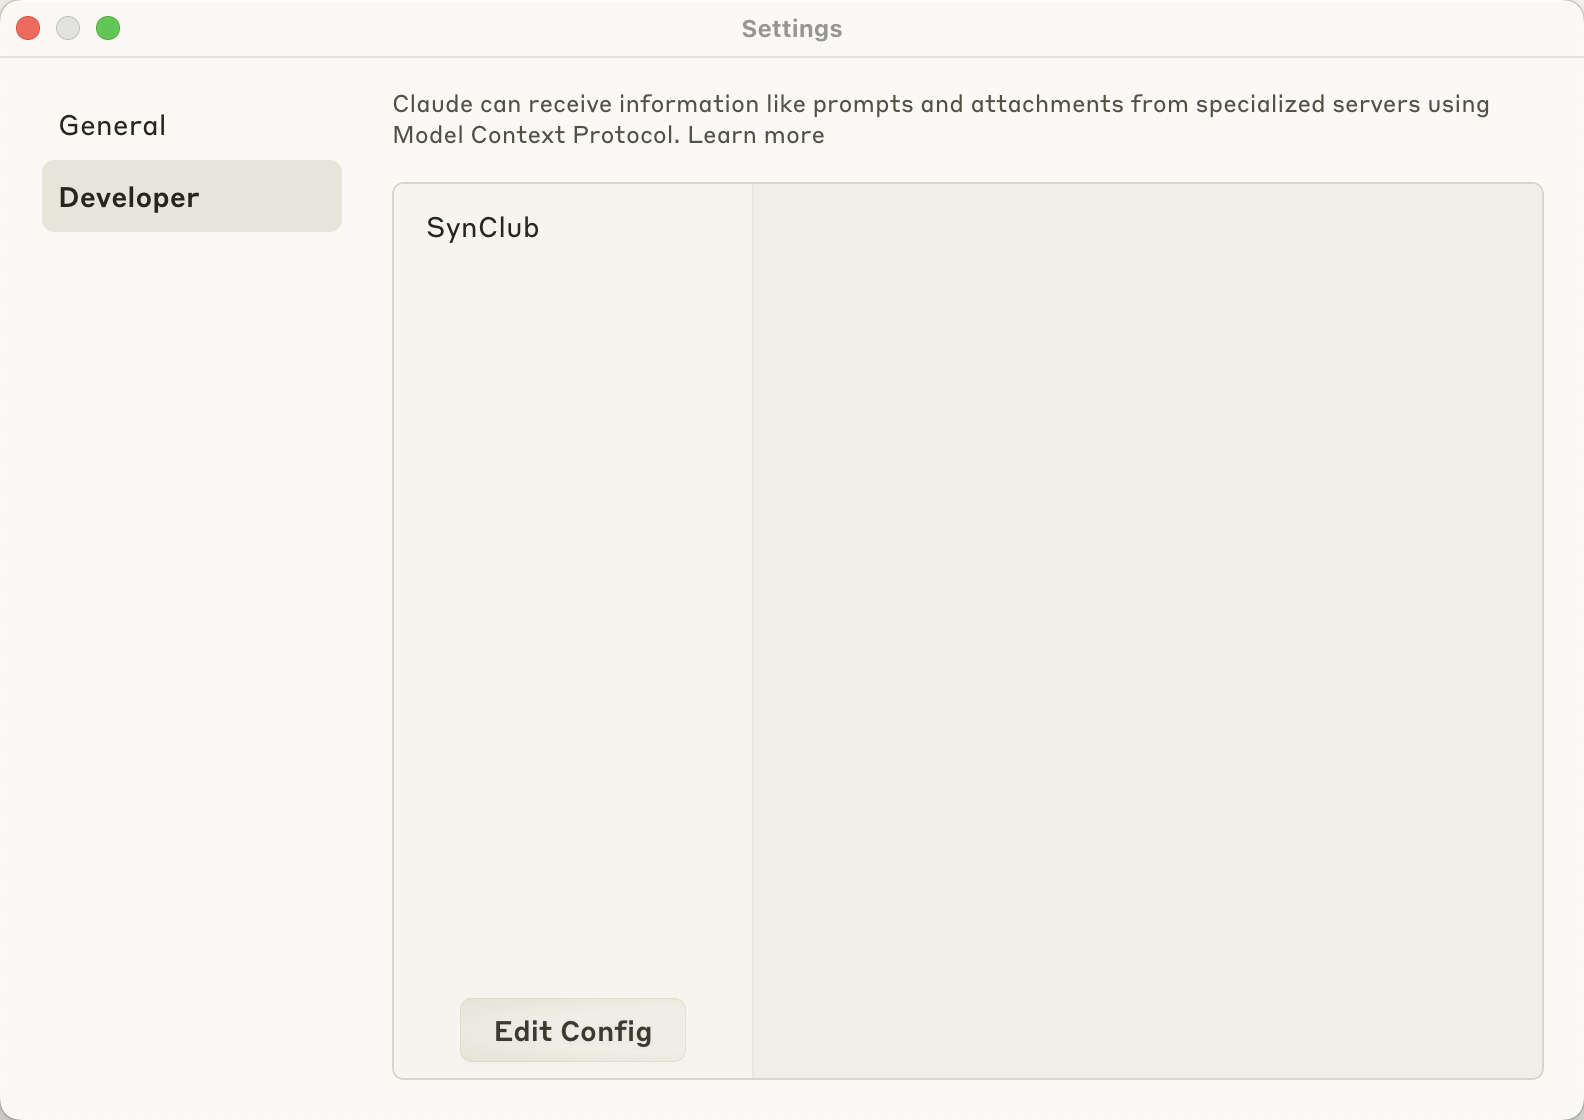 Settings
General
Developer
Claude can receive information like prompts and attachments from specialized servers using
Model Context Protocol. Learn more
SynClub
Edit Config